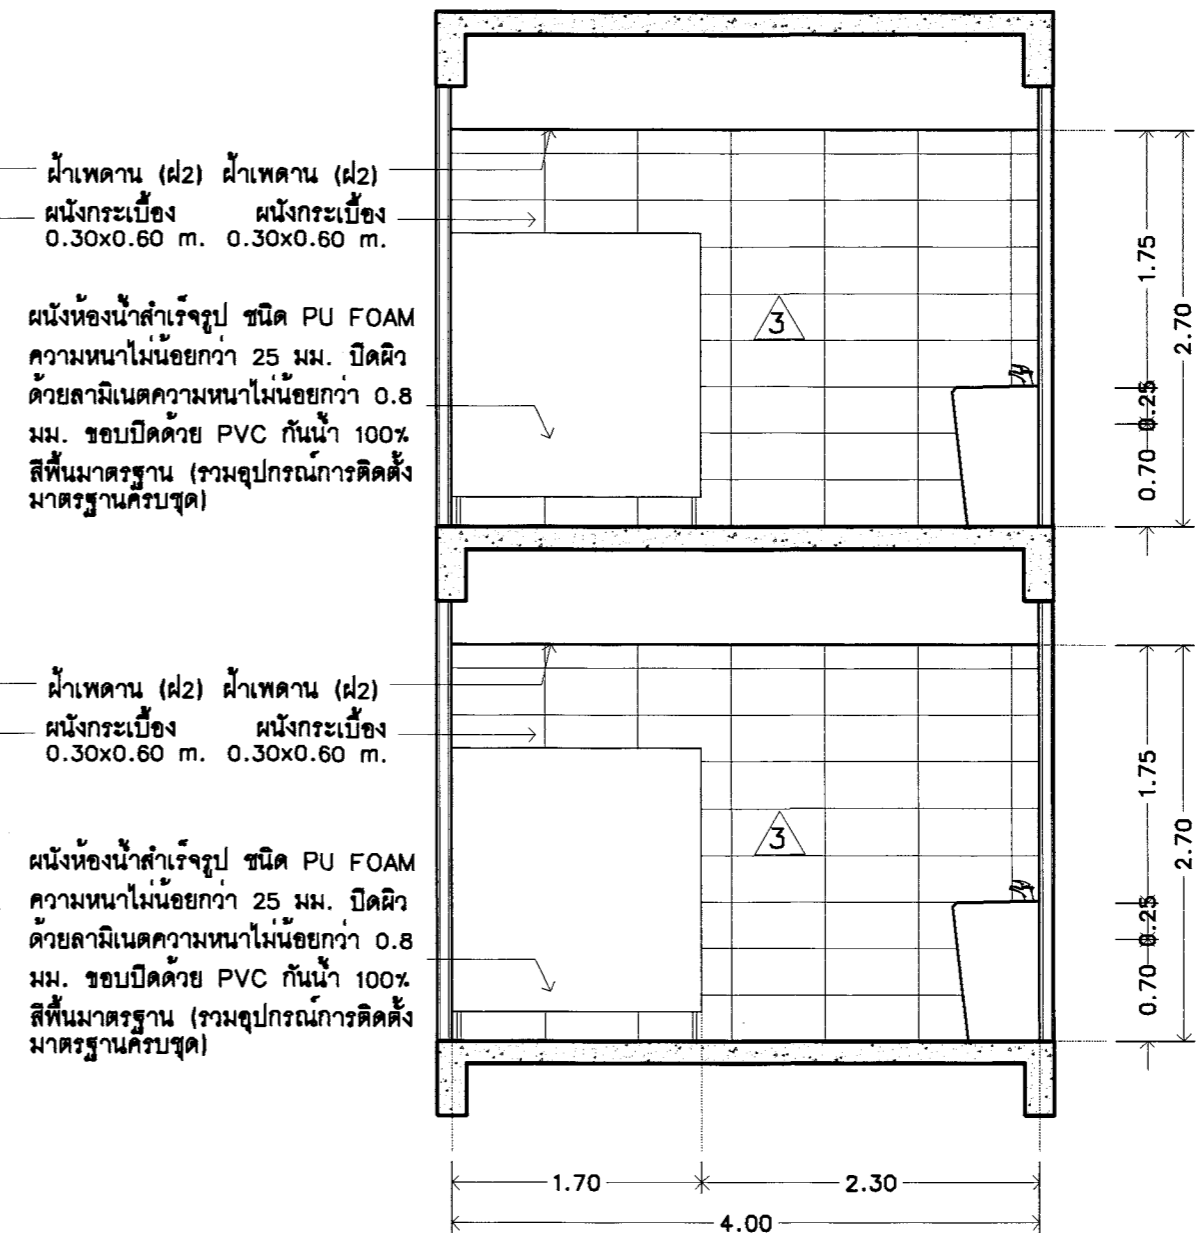 ฝ้าเพดาน (ฝ2) ฝ้าเพดาน (ฝ2)
ผนังกระเบื้อง ผนังกระเบื้อง
0.30x0.60 m. 0.30x0.60 m.
ผนังห้องน้ำสำเร็จรูป ชนิด PU FOAM
ความหนาไม่น้อยกว่า 25 มม. ปิดผิว
ด้วยลามิเนตความหนาไม่น้อยกว่า 0.8
มม. ขอบปิดด้วย PVC กันน้ำ 100%
สีพื้นมาตรฐาน (รวมอุปกรณ์การติดตั้ง
มาตรฐานครบชุด)
3
1.75
2.70
0.25
0.70
ฝ้าเพดาน (ฝ2) ฝ้าเพดาน (ฝ2)
ผนังกระเบื้อง ผนังกระเบื้อง
0.30x0.60 m. 0.30x0.60 m.
ผนังห้องน้ำสำเร็จรูป ชนิด PU FOAM
ความหนาไม่น้อยกว่า 25 มม. ปิดผิว
ด้วยลามิเนตความหนาไม่น้อยกว่า 0.8
มม. ขอบปิดด้วย PVC กันน้ำ 100%
สีพื้นมาตรฐาน (รวมอุปกรณ์การติดตั้ง
มาตรฐานครบชุด)
3
1.75
2.70
0.25
0.70
1.70 2.30
4.00